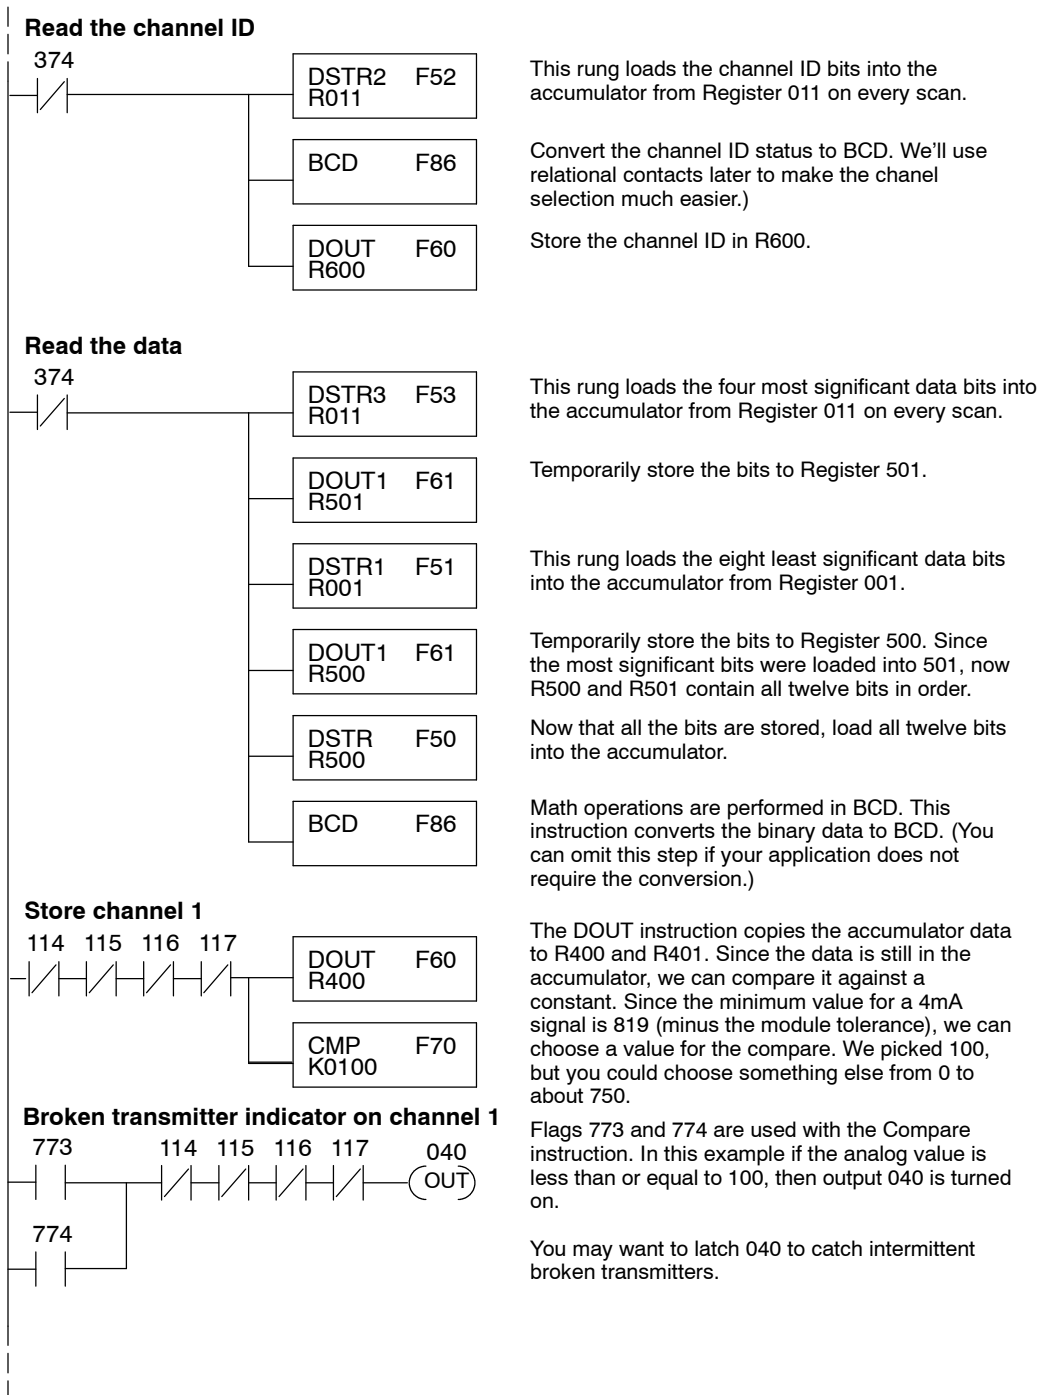 Read the channel ID
374
DSTR2 F52
R011
This rung loads the channel ID bits into the
accumulator from Register 011 on every scan.
BCD F86
Convert the channel ID status to BCD. We’ll use
relational contacts later to make the chanel
selection much easier.)
DOUT F60
R600
Store the channel ID in R600.
Read the data
374
DSTR3 F53
R011
This rung loads the four most significant data bits into
the accumulator from Register 011 on every scan.
DOUT1 F61
R501
Temporarily store the bits to Register 501.
DSTR1 F51
R001
This rung loads the eight least significant data bits
into the accumulator from Register 001.
DOUT1 F61
R500
Temporarily store the bits to Register 500. Since
the most significant bits were loaded into 501, now
R500 and R501 contain all twelve bits in order.
DSTR F50
R500
Now that all the bits are stored, load all twelve bits
into the accumulator.
BCD F86
Math operations are performed in BCD. This
instruction converts the binary data to BCD. (You
can omit this step if your application does not
require the conversion.)
Store channel 1
114 115 116 117
DOUT F60
R400
CMP F70
K0100
The DOUT instruction copies the accumulator data
to R400 and R401. Since the data is still in the
accumulator, we can compare it against a
constant. Since the minimum value for a 4mA
signal is 819 (minus the module tolerance), we can
choose a value for the compare. We picked 100,
but you could choose something else from 0 to
about 750.
Broken transmitter indicator on channel 1
773 114 115 116 117 040
OUT
774
Flags 773 and 774 are used with the Compare
instruction. In this example if the analog value is
less than or equal to 100, then output 040 is turned
on.
You may want to latch 040 to catch intermittent
broken transmitters.